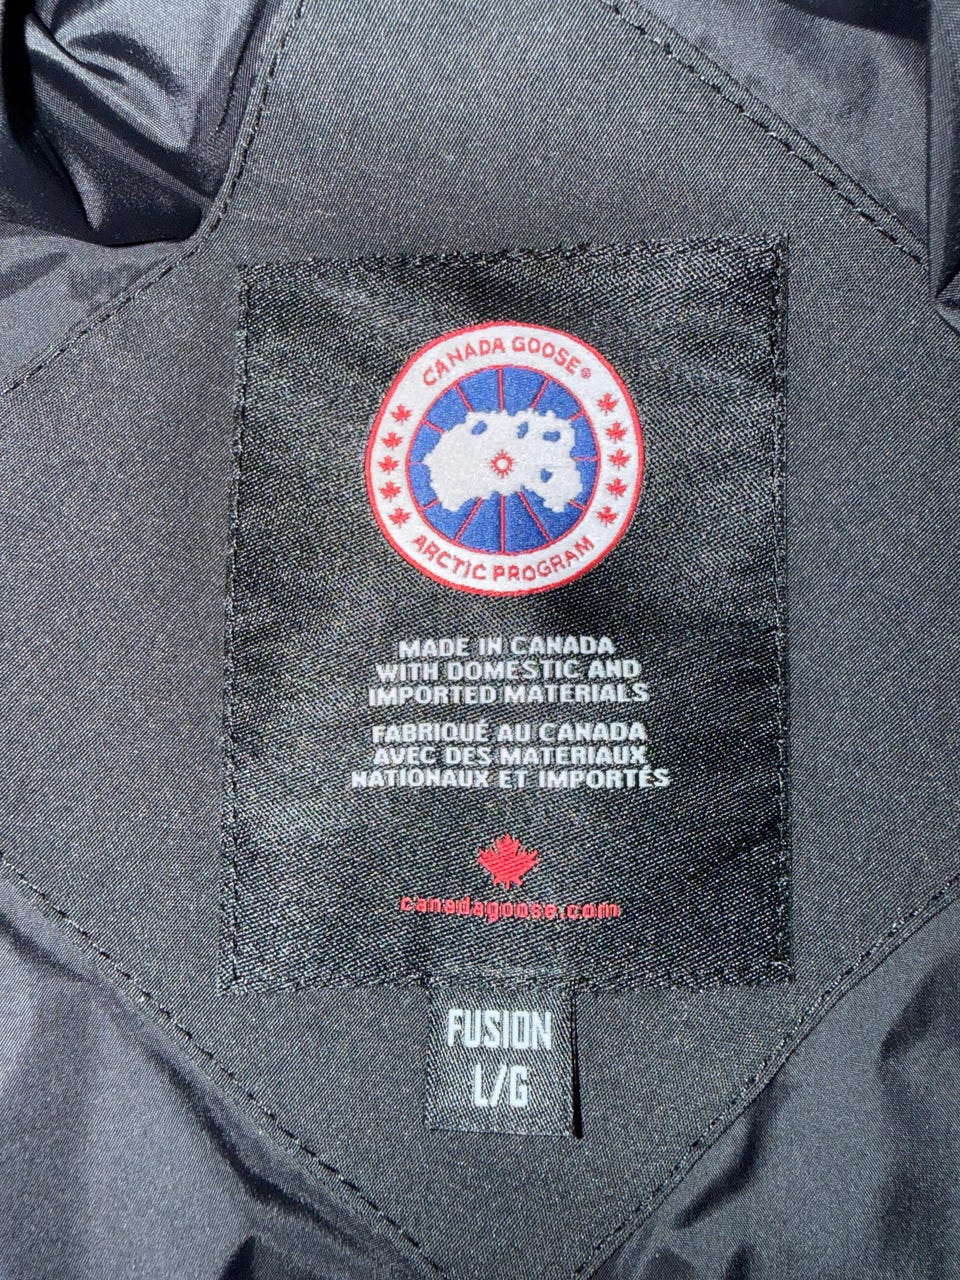 CANADA GOOSE®
ARCTIC PROGRAM
MADE IN CANADA
WITH DOMESTIC AND
IMPORTED MATERIALS
FABRIQUÉ AU CANADA
AVEC DES MATERIAUX
NATIONAUX ET IMPORTÉS
canadagoose.com
FUSION
L/G